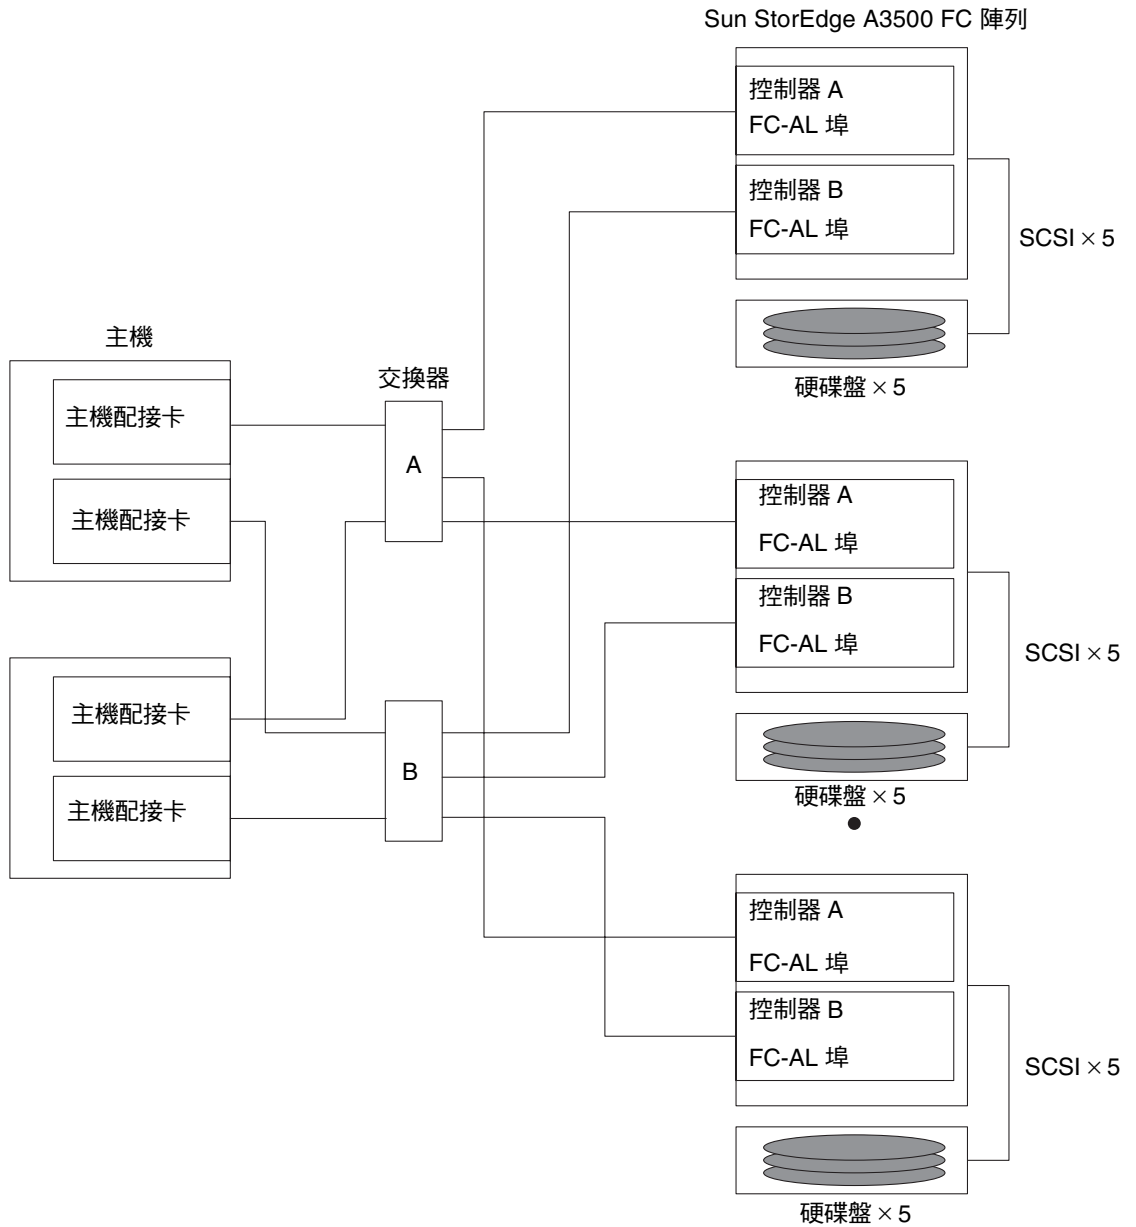 Sun StorEdge A3500 FC 陣列
控制器 A
FC-AL 埠
控制器 B
FC-AL 埠
SCSI × 5
硬碟盤 × 5
主機
主機配接卡
主機配接卡
交換器
A
控制器 A
FC-AL 埠
控制器 B
FC-AL 埠
SCSI × 5
硬碟盤 × 5
主機配接卡
主機配接卡
B
控制器 A
FC-AL 埠
控制器 B
FC-AL 埠
SCSI × 5
硬碟盤 × 5